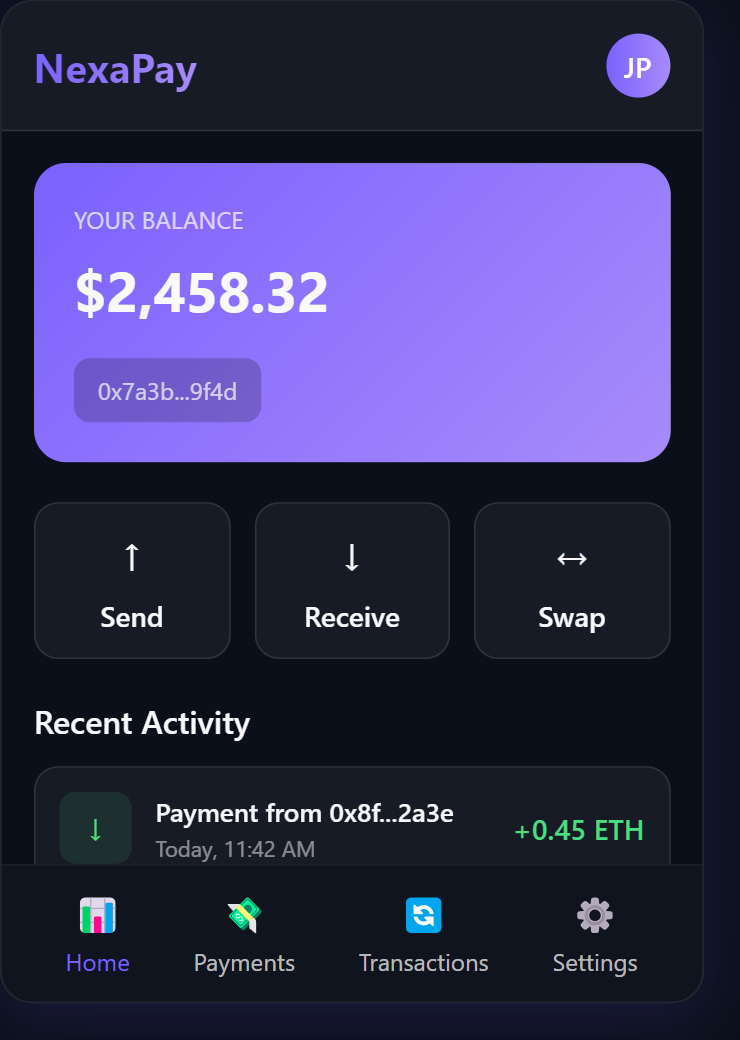 NexaPay
JP
YOUR BALANCE
$2,458.32
0x7a3b...9f4d
↑
↓
↔
Send
Receive
Swap
Recent Activity
↓
Payment from 0x8f...2a3e
+0.45 ETH
Today, 11:42 AM
Home
Payments
Transactions
Settings